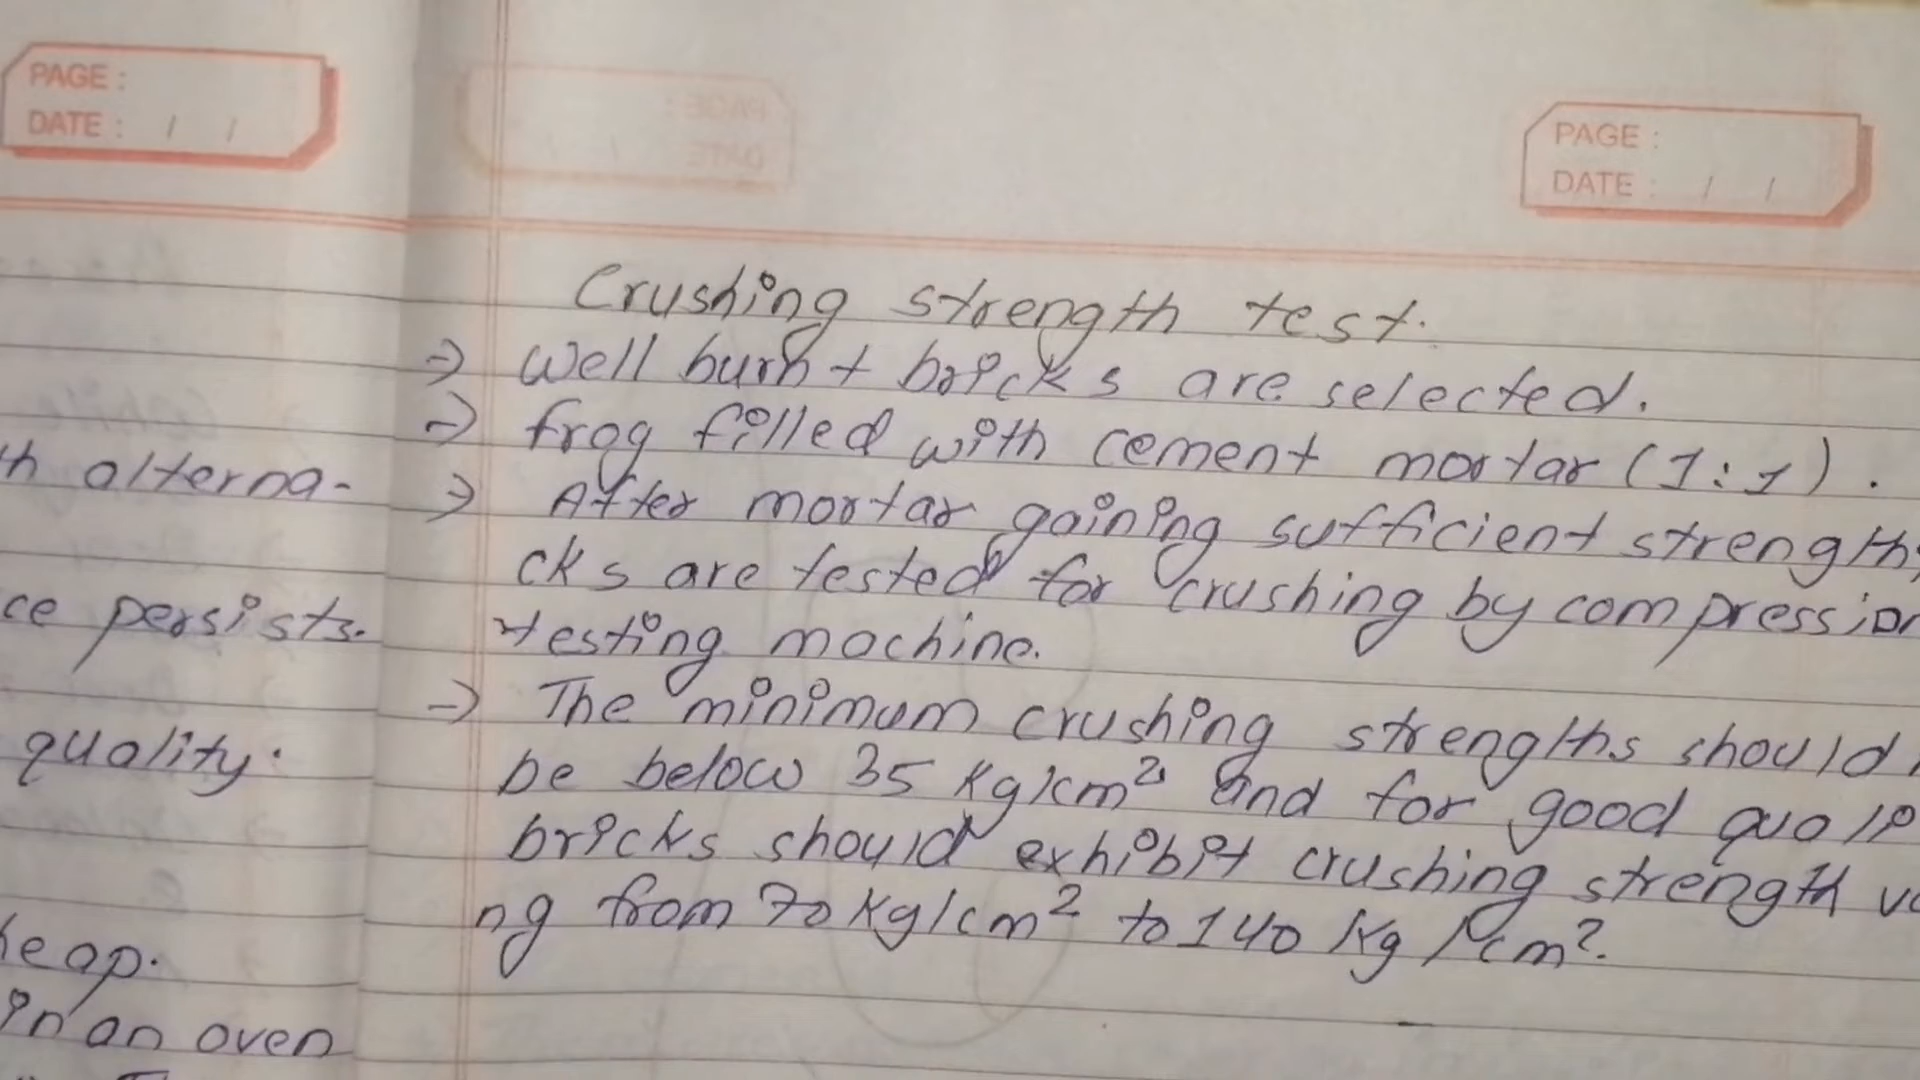 PAGE :
DATE : / /
PAGE :
DATE : / /
th alterna-
ce persists.
quality.
heap.
in an oven
Crushing strength test.
→ Well burnt bricks are selected.
→ frog filled with cement mortar (1:1).
→ After mortar gaining sufficient strength,
cks are tested for crushing by compression
testing machine.
→ The minimum crushing strengths should
be below 35 Kg/cm² and for good quali
bricks should exhibit crushing strength va
ng from 70 Kg/cm² to 140 Kg/cm².